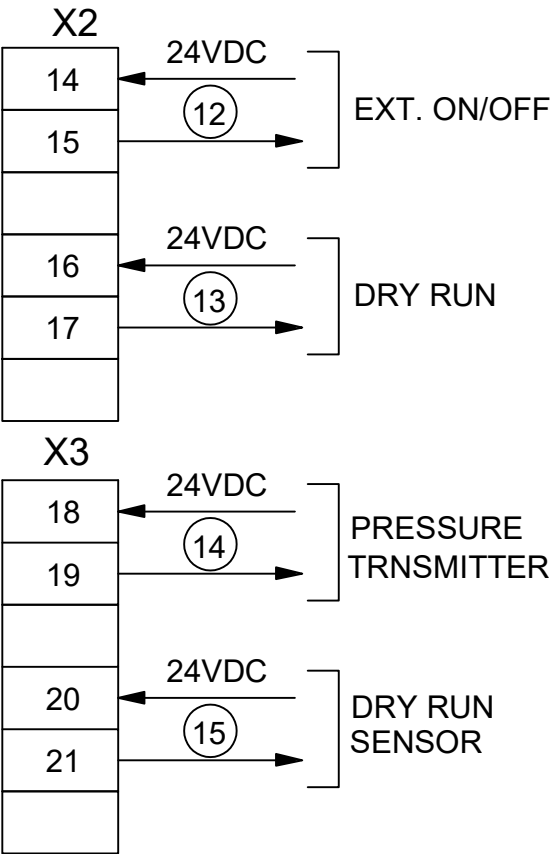 X2
14
24VDC
12
15
EXT. ON/OFF
16
24VDC
13
17
DRY RUN
X3
18
24VDC
14
19
PRESSURE
TRNSMITTER
20
24VDC
15
21
DRY RUN
SENSOR